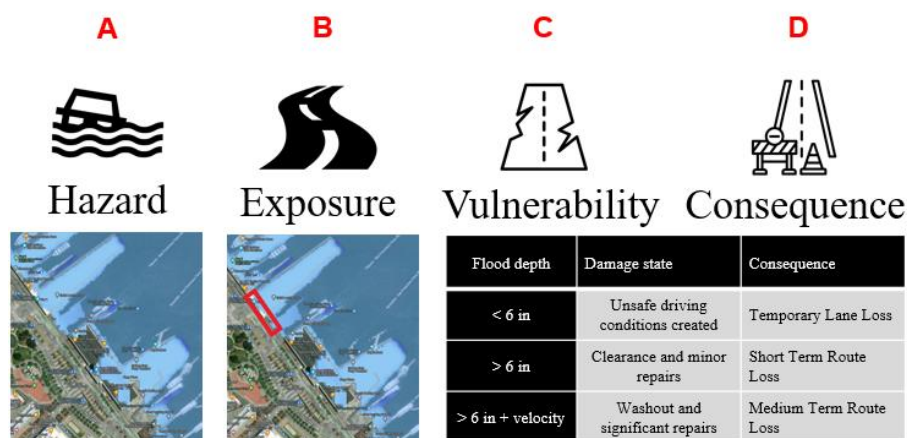 A B C D
Hazard Exposure Vulnerability Consequence
Flood depth Damage state Consequence
< 6 in Unsafe driving conditions created Temporary Lane Loss
> 6 in Clearance and minor repairs Short Term Route Loss
> 6 in + velocity Washout and significant repairs Medium Term Route Loss